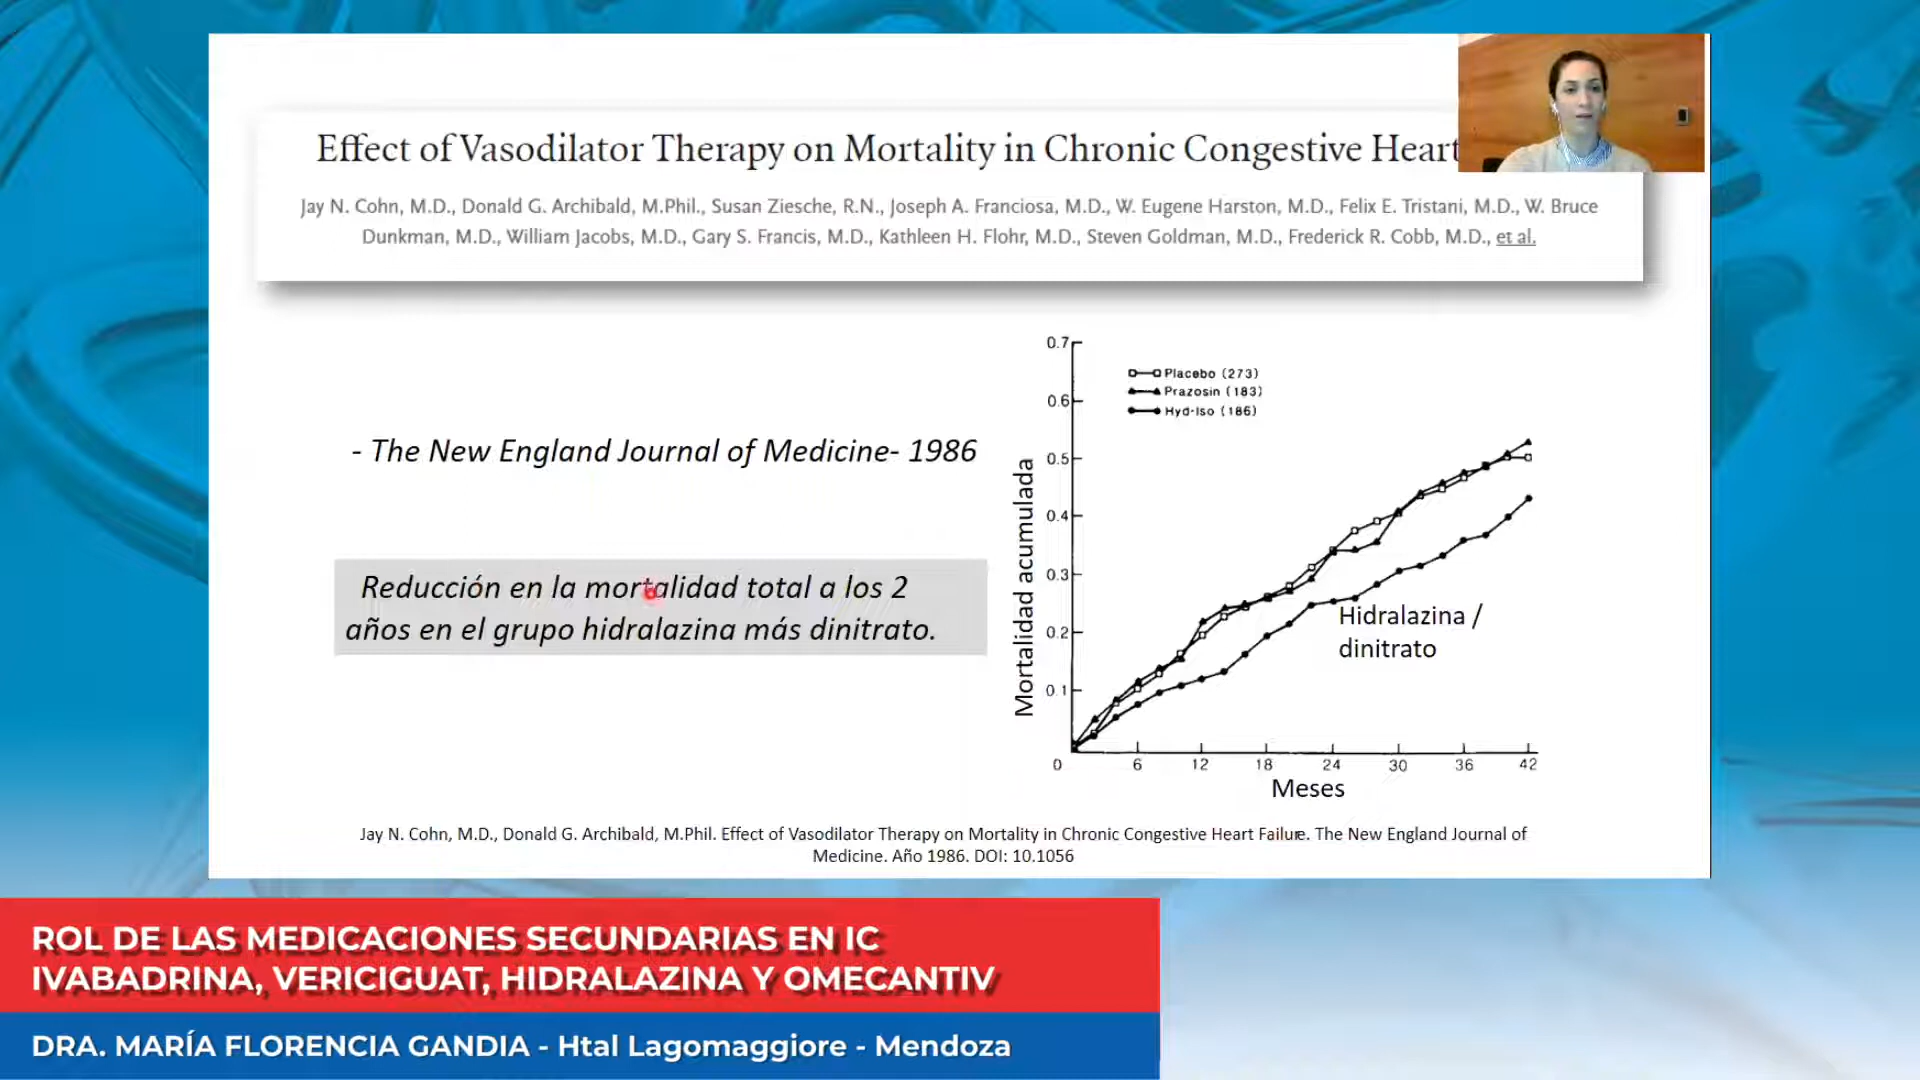 Effect of Vasodilator Therapy on Mortality in Chronic Congestive Heart
Jay N. Cohn, M.D., Donald G. Archibald, M.Phil., Susan Ziesche, R.N., Joseph A. Franciosa, M.D., W. Eugene Harston, M.D., Felix E. Tristani, M.D., W. Bruce
Dunkman, M.D., William Jacobs, M.D., Gary S. Francis, M.D., Kathleen H. Flohr, M.D., Steven Goldman, M.D., Frederick R. Cobb, M.D., et al.
- The New England Journal of Medicine- 1986
Reducción en la mortalidad total a los 2
años en el grupo hidralazina más dinitrato.
Mortalidad acumulada
0.7
0.6
0.5
0.4
0.3
0.2
0.1
Placebo (273)
Prazosin (183)
Hyd-Iso (186)
Hidralazina /
dinitrato
0 6 12 18 24 30 36 42
Meses
Jay N. Cohn, M.D., Donald G. Archibald, M.Phil. Effect of Vasodilator Therapy on Mortality in Chronic Congestive Heart Failure. The New England Journal of
Medicine. Año 1986. DOI: 10.1056
ROL DE LAS MEDICACIONES SECUNDARIAS EN IC
IVABADRINA, VERICIGUAT, HIDRALAZINA Y OMECANTIV
DRA. MARÍA FLORENCIA GANDIA - Htal Lagomaggiore - Mendoza